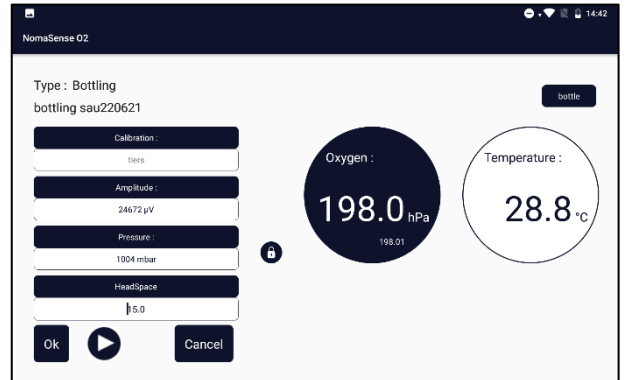 14:42
NomaSense O2
Type : Bottling
bottling sau220621
bottle
Calibration :
tiers
Amplitude :
24672 µV
Pressure :
1004 mbar
HeadSpace
15.0
Ok
Cancel
Oxygen :
198.0 hPa
198.01
Temperature :
28.8 °C